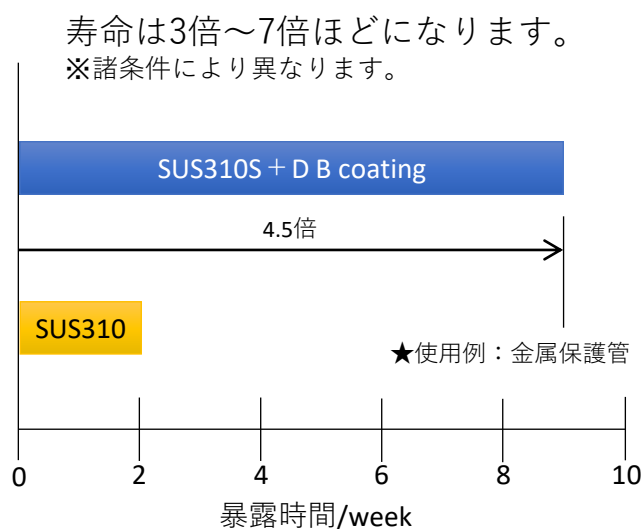 寿命は3倍～7倍ほどになります。
※諸条件により異なります。
SUS310S＋D B coating
4.5倍
SUS310
★使用例：金属保護管
0 2 4 6 8 10
暴露時間/week